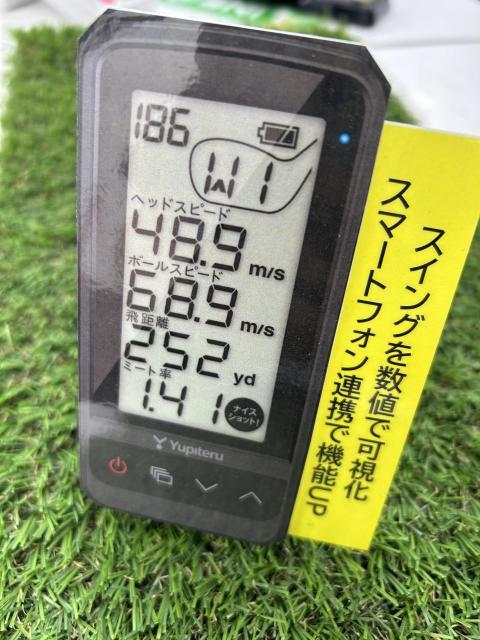 186
W1
ヘッドスピード
48.9 m/s
ボールスピード
68.9 m/s
飛距離
252 yd
ミート率
1.41
ナイス
ショット!
Yupiteru
スイングを数値で可視化
スマートフォン連携で機能UP